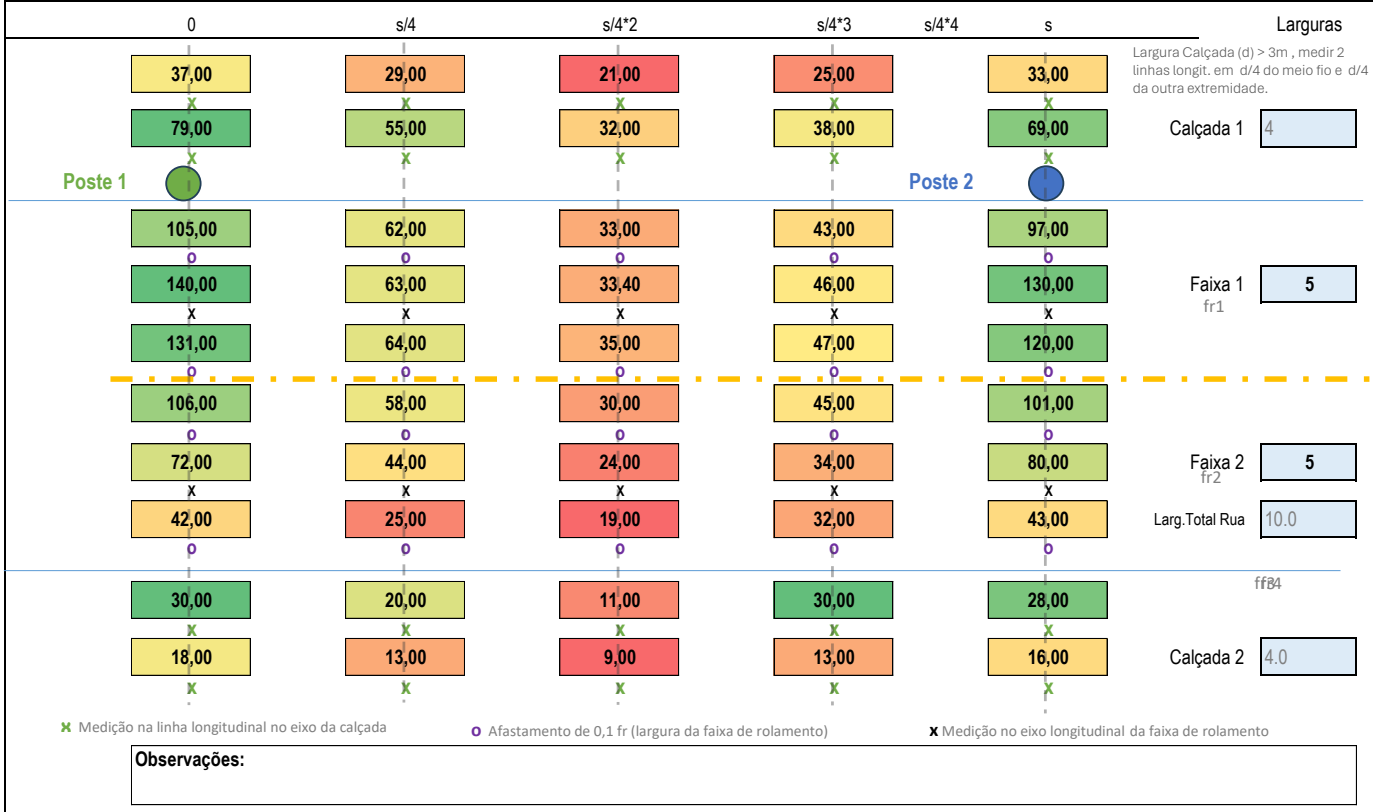 0 s/4 s/4*2 s/4*3 s/4*4 s Larguras
Largura Calçada (d) > 3m , medir 2
linhas longit. em d/4 do meio fio e d/4
da outra extremidade.
37,00 29,00 21,00 25,00 33,00
x x x x x
79,00 55,00 32,00 38,00 69,00 Calçada 1 4
x x x x x
Poste 1 Poste 2
105,00 62,00 33,00 43,00 97,00
o o o o o
140,00 63,00 33,40 46,00 130,00 Faixa 1 5
fr1
x x x x x
131,00 64,00 35,00 47,00 120,00
o o o o o
106,00 58,00 30,00 45,00 101,00
o o o o o
72,00 44,00 24,00 34,00 80,00 Faixa 2 5
fr2
x x x x x
42,00 25,00 19,00 32,00 43,00 Larg.Total Rua 10.0
o o o o o
30,00 20,00 11,00 30,00 28,00
x x x x x
18,00 13,00 9,00 13,00 16,00 Calçada 2 4.0
x x x x x
x Medição na linha longitudinal no eixo da calçada
o Afastamento de 0,1 fr (largura da faixa de rolamento)
x Medição no eixo longitudinal da faixa de rolamento
Observações: